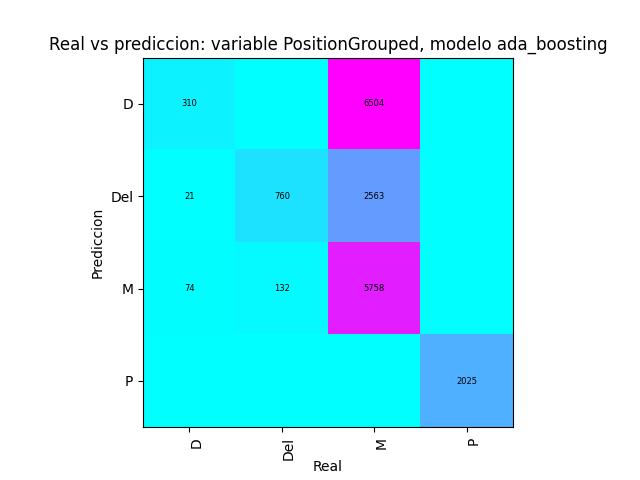 Real vs prediccion: variable PositionGrouped, modelo ada_boosting
D
310
6504
Del
21
760
2563
M
74
132
5758
P
2025
Prediccion
D
Del
M
P
Real